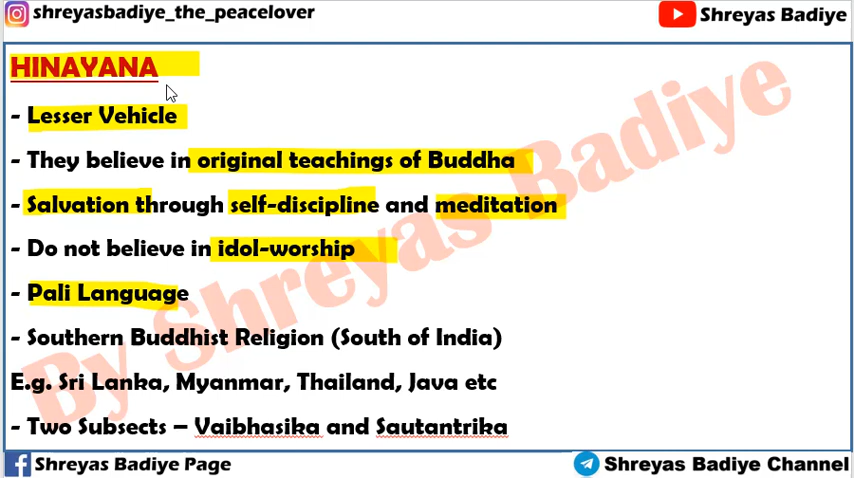 shreyasbadiye_the_peacelover
Shreyas Badiye
HINAYANA
- Lesser Vehicle
- They believe in original teachings of Buddha
- Salvation through self-discipline and meditation
- Do not believe in idol-worship
- Pali Language
- Southern Buddhist Religion (South of India)
E.g. Sri Lanka, Myanmar, Thailand, Java etc
- Two Subsects – Vaibhasika and Sautantrika
By Shreyas Badiye
Shreyas Badiye Page
Shreyas Badiye Channel